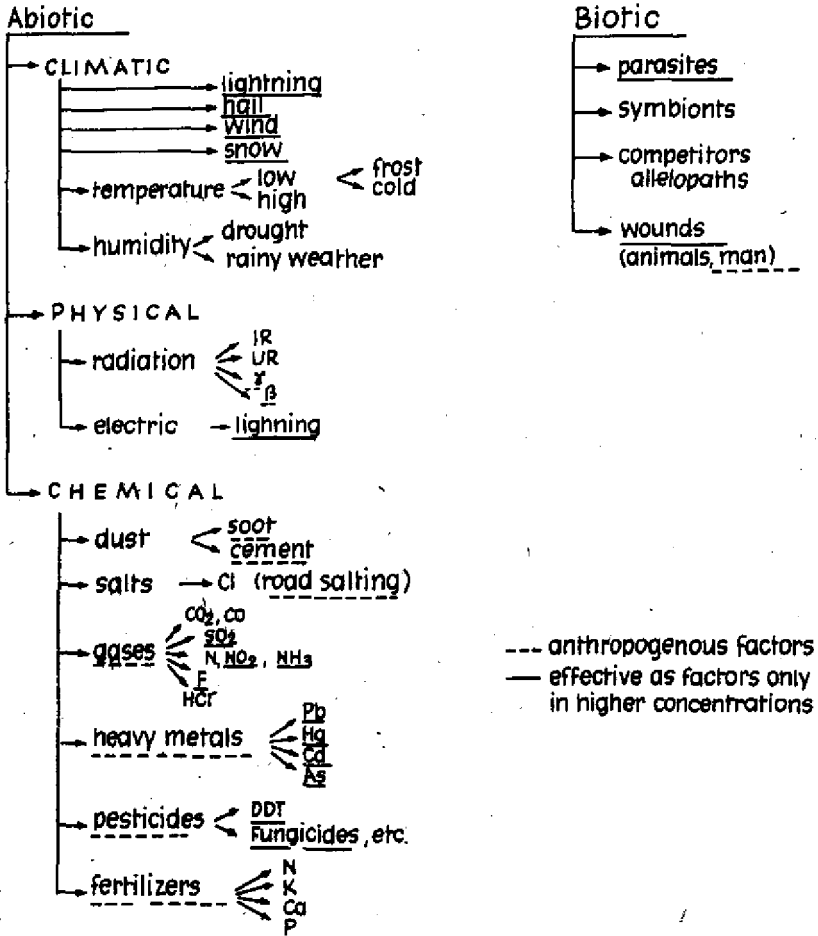 Abiotic
CLIMATIC
lightning
hail
wind
snow
temperature
low
high
frost
cold
humidity
drought
rainy weather
PHYSICAL
radiation
IR
UR
γ
β
electric
lighning
CHEMICAL
dust
soot
cement
salts
Cl (road salting)
gases
CO2, CO
SO2
N, NO2, NH3
F
HCl
heavy metals
Pb
Hg
Cd
As
pesticides
DDT
Fungicides, etc.
fertilizers
N
K
Ca
P
Biotic
parasites
symbionts
competitors
allelopaths
wounds
(animals, man)
--- anthropogenous factors
— effective as factors only
in higher concentrations